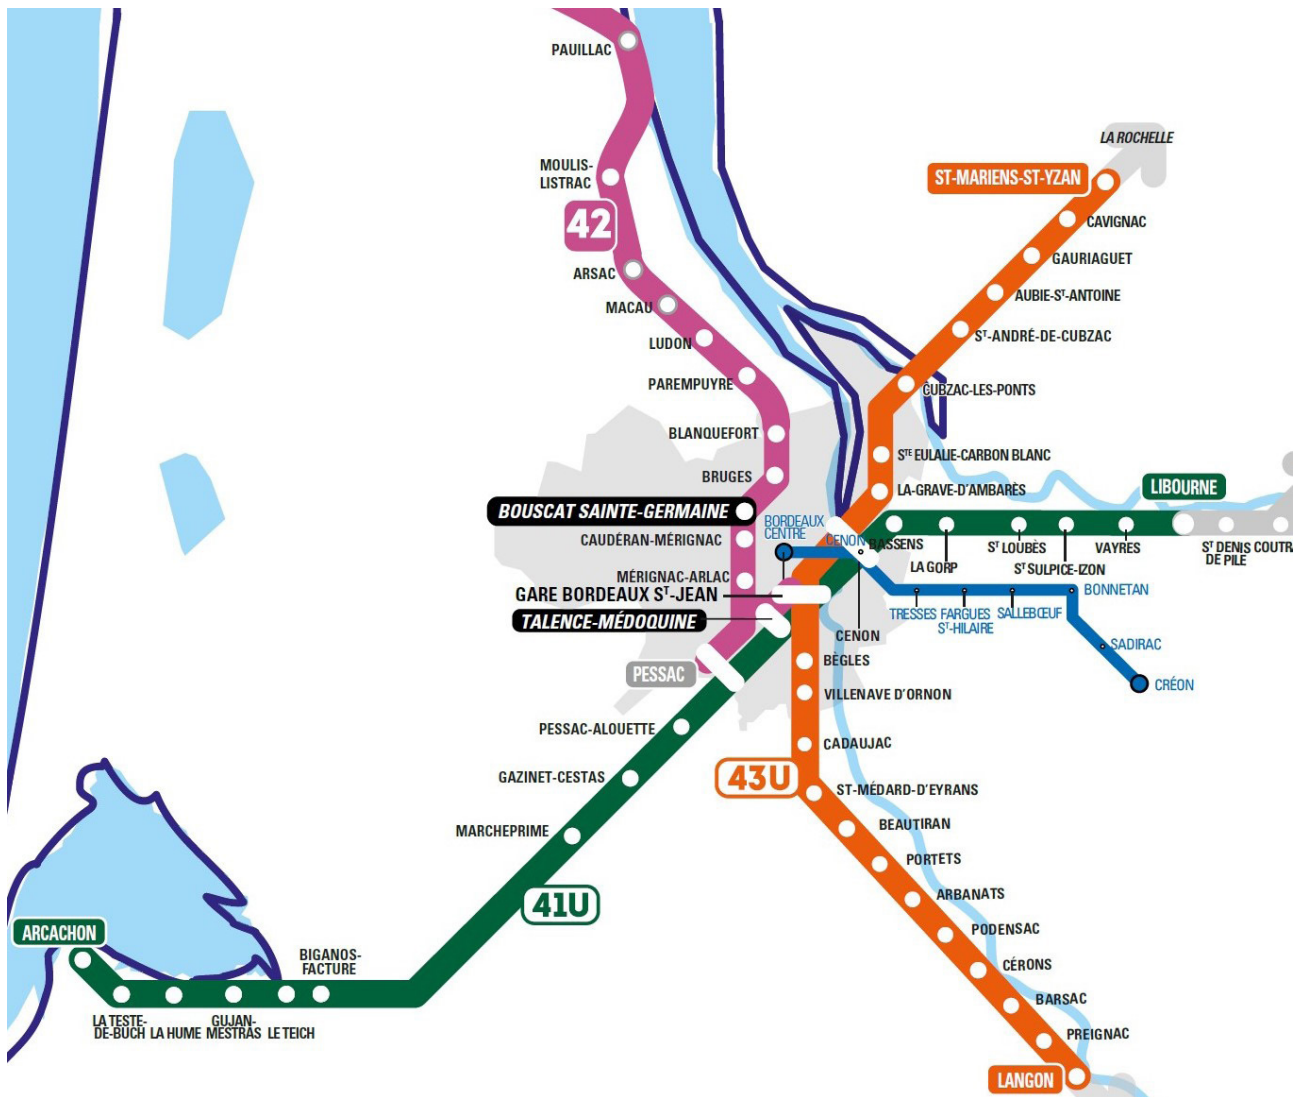 PAUILLAC
LA ROCHELLE
MOULIS-
LISTRAC
ST-MARIENS-ST-YZAN
42
CAVIGNAC
GAURIAGUET
ARSAC
AUBIE-Sᵀ-ANTOINE
MACAU
LUDON
Sᵀ-ANDRÉ-DE-CUBZAC
PAREMPUYRE
CUBZAC-LES-PONTS
BLANQUEFORT
Sᵀᴱ EULALIE-CARBON BLANC
BRUGES
LA-GRAVE-D'AMBARÈS
LIBOURNE
BOUSCAT SAINTE-GERMAINE
BORDEAUX
CENTRE
CENON
BASSENS
CAUDÉRAN-MÉRIGNAC
LA GORP
Sᵀ LOUBÈS
Sᵀ SULPICE-IZON
VAYRES
Sᵀ DENIS
DE PILE
COUTRA
MÉRIGNAC-ARLAC
GARE BORDEAUX Sᵀ-JEAN
TRESSES
FARGUES
Sᵀ-HILAIRE
SALLEBŒUF
BONNETAN
TALENCE-MÉDOQUINE
CENON
SADIRAC
PESSAC
BÈGLES
CRÉON
VILLENAVE D'ORNON
PESSAC-ALOUETTE
CADAUJAC
GAZINET-CESTAS
43U
ST-MÉDARD-D'EYRANS
MARCHEPRIME
BEAUTIRAN
PORTETS
41U
ARBANATS
ARCACHON
PODENSAC
BIGANOS-
FACTURE
CÉRONS
BARSAC
LA TESTE-
DE-BUCH
LA HUME
GUJAN-
MESTRAS
LE TEICH
PREIGNAC
LANGON